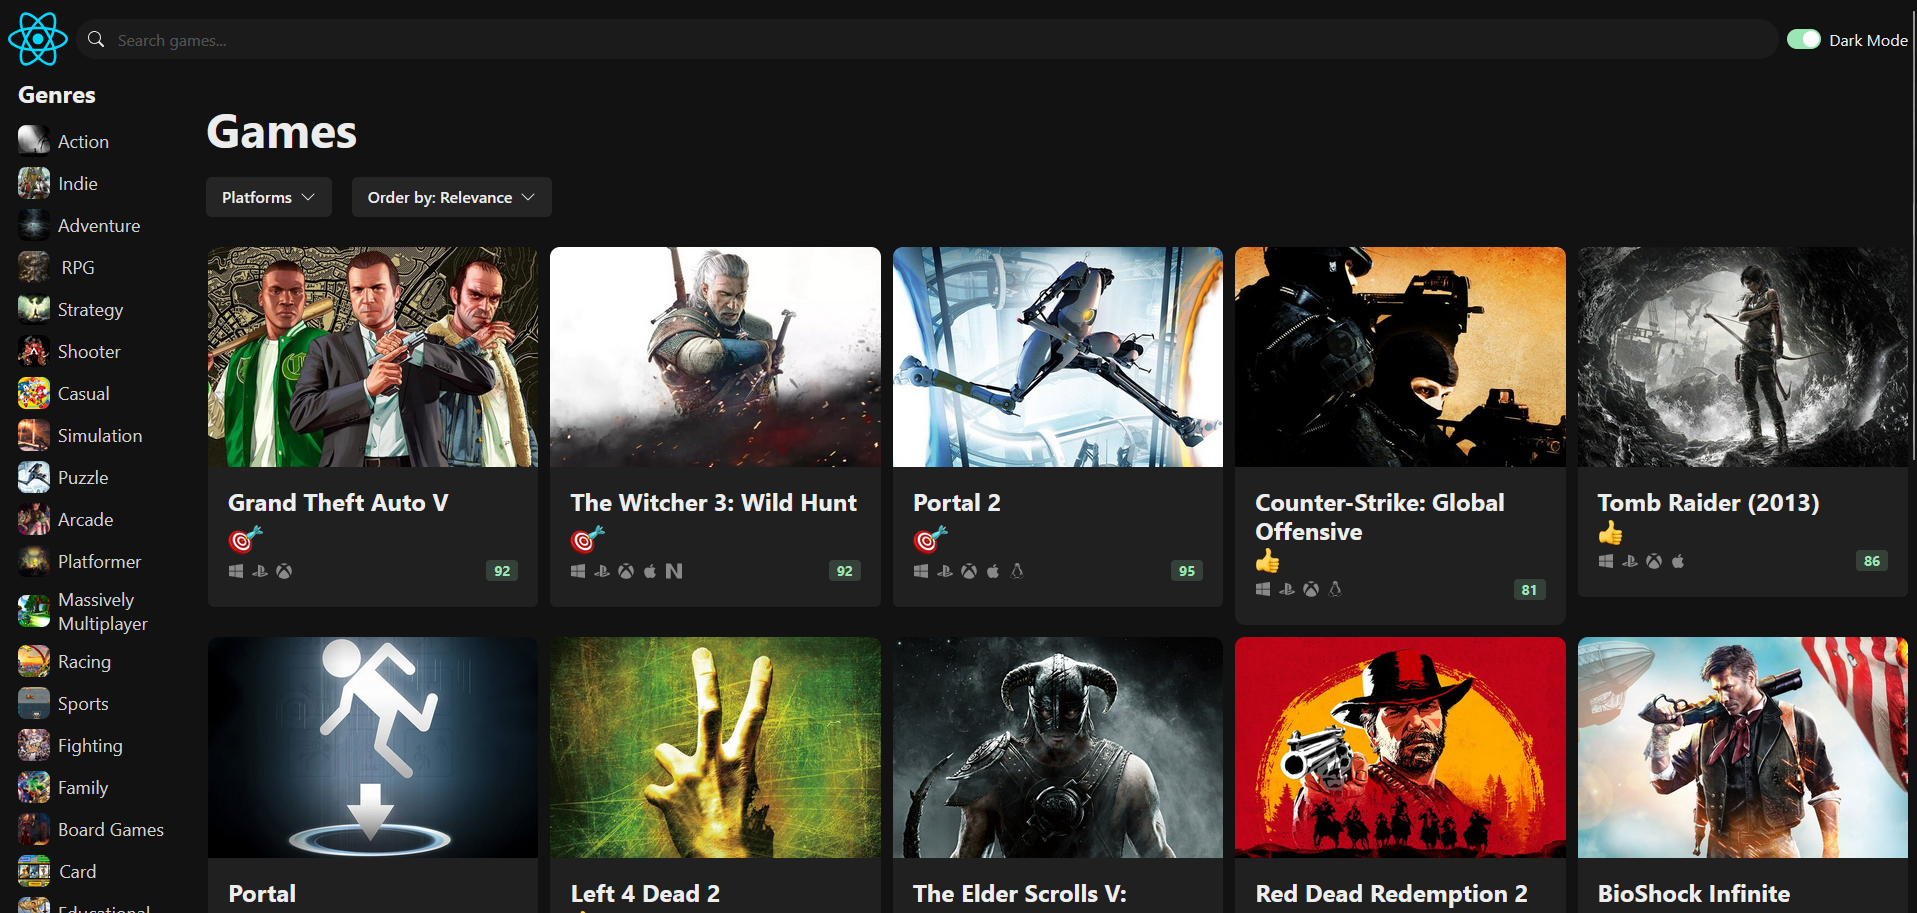 Search games...
Dark Mode
Genres
Action
Indie
Adventure
RPG
Strategy
Shooter
Casual
Simulation
Puzzle
Arcade
Platformer
Massively
Multiplayer
Racing
Sports
Fighting
Family
Board Games
Card
Educational
Games
Platforms
Order by: Relevance
Grand Theft Auto V
92
The Witcher 3: Wild Hunt
92
Portal 2
95
Counter-Strike: Global
Offensive
81
Tomb Raider (2013)
86
Portal
Left 4 Dead 2
The Elder Scrolls V:
Red Dead Redemption 2
BioShock Infinite